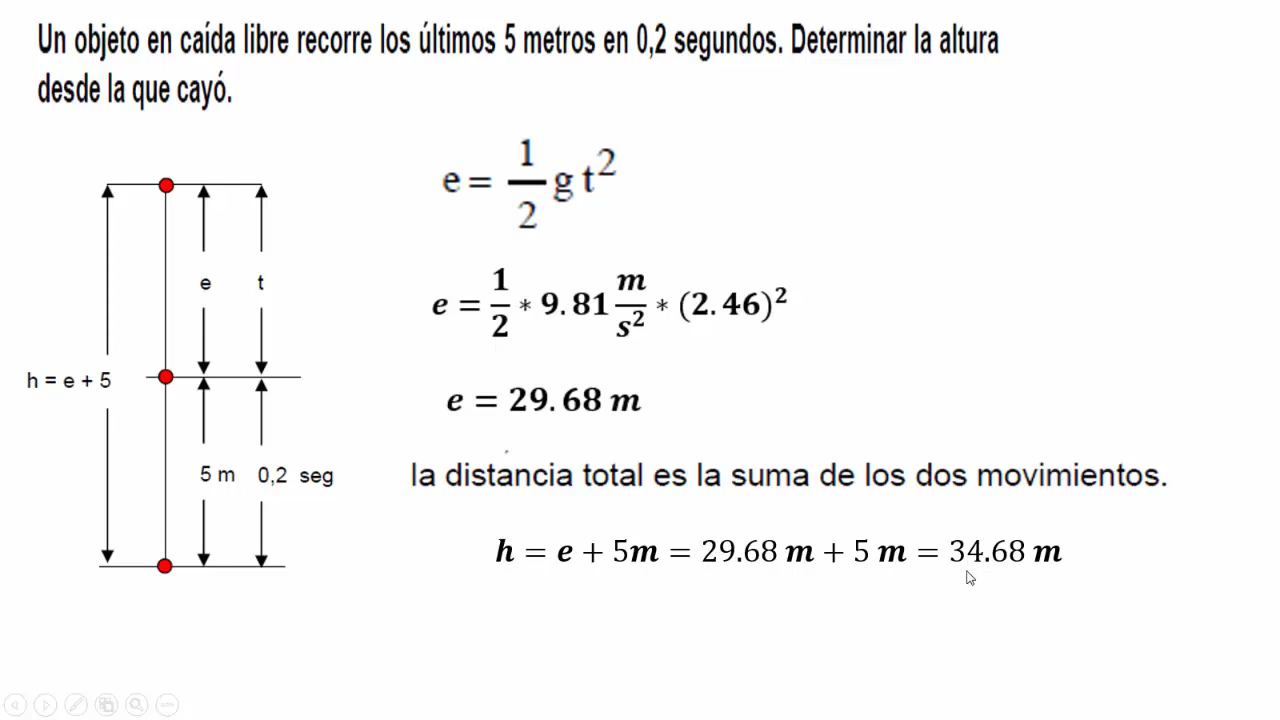 Un objeto en caída libre recorre los últimos 5 metros en 0,2 segundos. Determinar la altura
desde la que cayó.
e = 1/2 g t²
e = 1/2 * 9.81 m/s² * (2.46)²
e t
h = e + 5
e = 29.68 m
5 m 0,2 seg
la distancia total es la suma de los dos movimientos.
h = e + 5m = 29.68 m + 5 m = 34.68 m